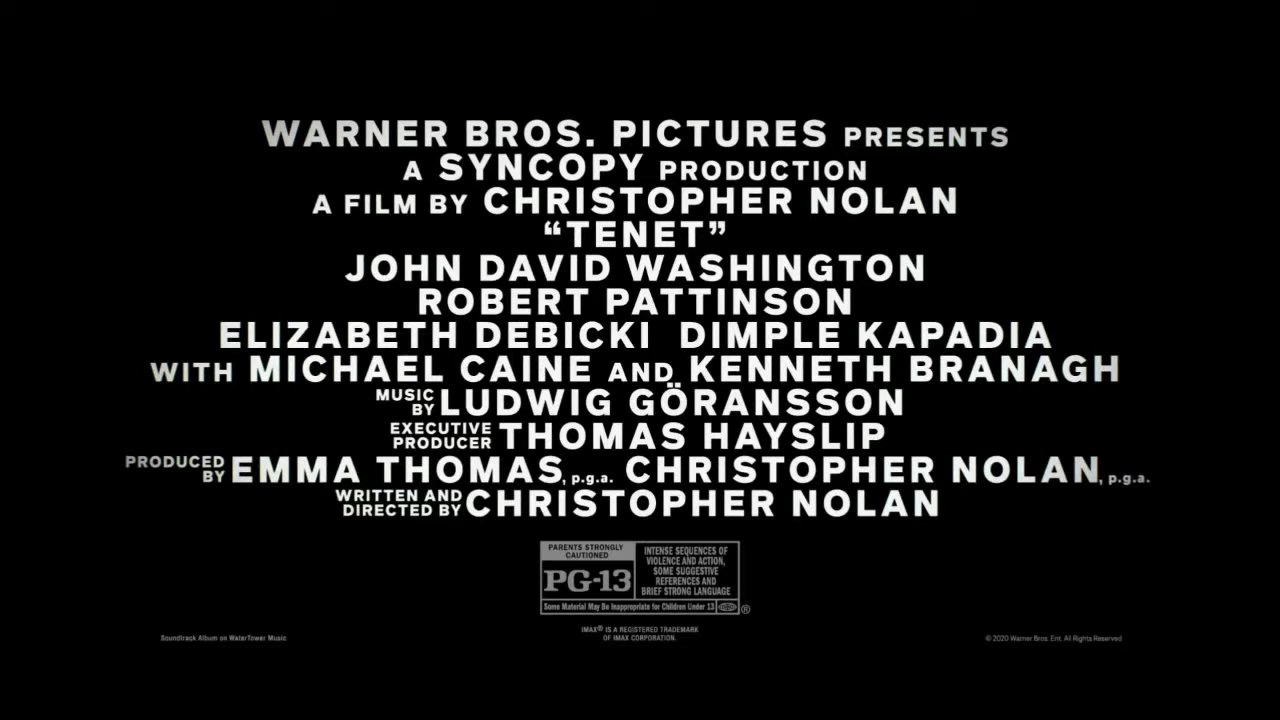 WARNER BROS. PICTURES PRESENTS
A SYNCOPY PRODUCTION
A FILM BY CHRISTOPHER NOLAN
“TENET”
JOHN DAVID WASHINGTON
ROBERT PATTINSON
ELIZABETH DEBICKI DIMPLE KAPADIA
WITH MICHAEL CAINE AND KENNETH BRANAGH
MUSIC BY LUDWIG GÖRANSSON
EXECUTIVE PRODUCER THOMAS HAYSLIP
PRODUCED BY EMMA THOMAS, p.g.a. CHRISTOPHER NOLAN, p.g.a.
WRITTEN AND DIRECTED BY CHRISTOPHER NOLAN
PARENTS STRONGLY
CAUTIONED
PG-13
INTENSE SEQUENCES OF
VIOLENCE AND ACTION,
SOME SUGGESTIVE
REFERENCES AND
BRIEF STRONG LANGUAGE
Some Material May Be Inappropriate for Children Under 13
®
IMAX® IS A REGISTERED TRADEMARK
OF IMAX CORPORATION.
Soundtrack Album on WaterTower Music
© 2020 Warner Bros. Ent. All Rights Reserved